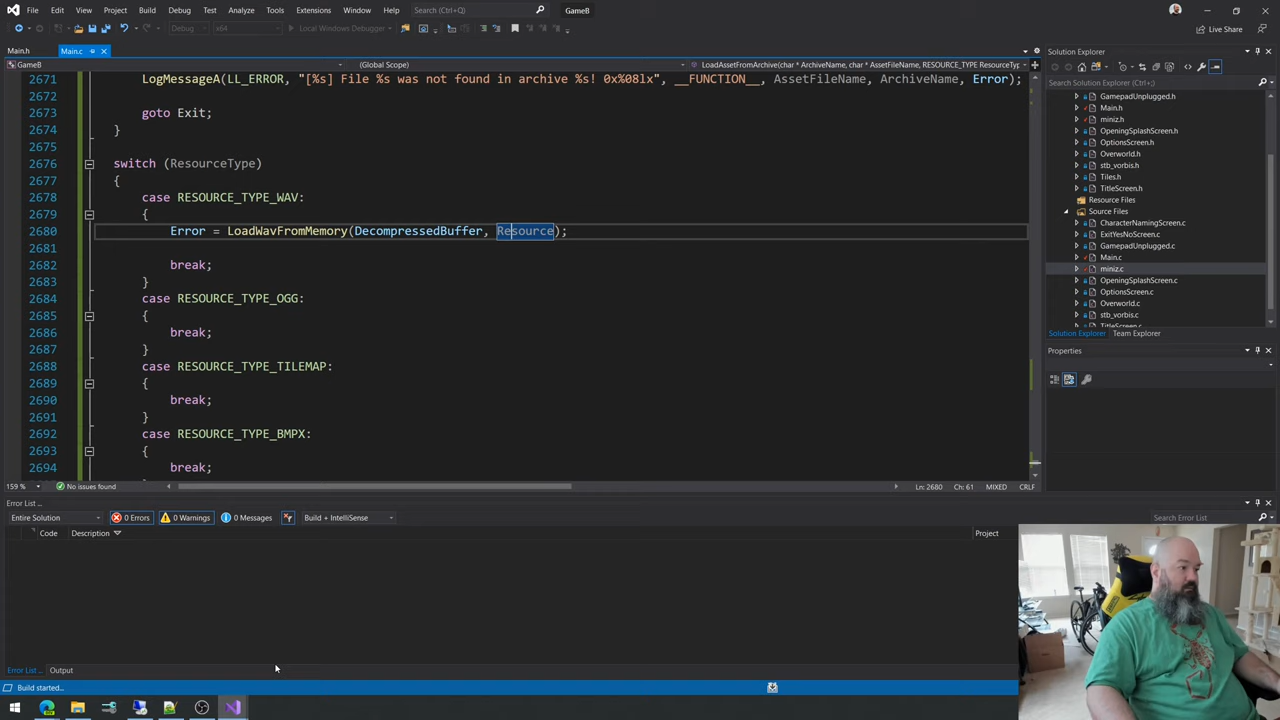 File Edit View Project Build Debug Test Analyze Tools Extensions Window Help Search (Ctrl+Q) GameB
Debug x64 Local Windows Debugger Live Share
Main.h
Main.c
GameB (Global Scope) LoadAssetFromArchive(char * ArchiveName, char * AssetFileName, RESOURCE_TYPE ResourceTyp
2671 LogMessageA(LL_ERROR, "[%s] File %s was not found in archive %s! 0x%08lx", __FUNCTION__, AssetFileName, ArchiveName, Error);
2672
2673 goto Exit;
2674 }
2675
2676 switch (ResourceType)
2677 {
2678 case RESOURCE_TYPE_WAV:
2679 {
2680 Error = LoadWavFromMemory(DecompressedBuffer, Resource);
2681
2682 break;
2683 }
2684 case RESOURCE_TYPE_OGG:
2685 {
2686 break;
2687 }
2688 case RESOURCE_TYPE_TILEMAP:
2689 {
2690 break;
2691 }
2692 case RESOURCE_TYPE_BMPX:
2693 {
2694 break;
159 % No issues found Ln: 2680 Ch: 61 MIXED CRLF
Solution Explorer
Search Solution Explorer (Ctrl+;)
GamepadUnplugged.h
Main.h
miniz.h
OpeningSplashScreen.h
OptionsScreen.h
Overworld.h
stb_vorbis.h
Tiles.h
TitleScreen.h
Resource Files
Source Files
CharacterNamingScreen.c
ExitYesNoScreen.c
GamepadUnplugged.c
Main.c
miniz.c
OpeningSplashScreen.c
OptionsScreen.c
Overworld.c
stb_vorbis.c
TitleScreen.c
Solution Explorer Team Explorer
Properties
Error List ...
Entire Solution 0 Errors 0 Warnings 0 Messages Build + IntelliSense Search Error List
Code Description Project
Error List ... Output
Build started...